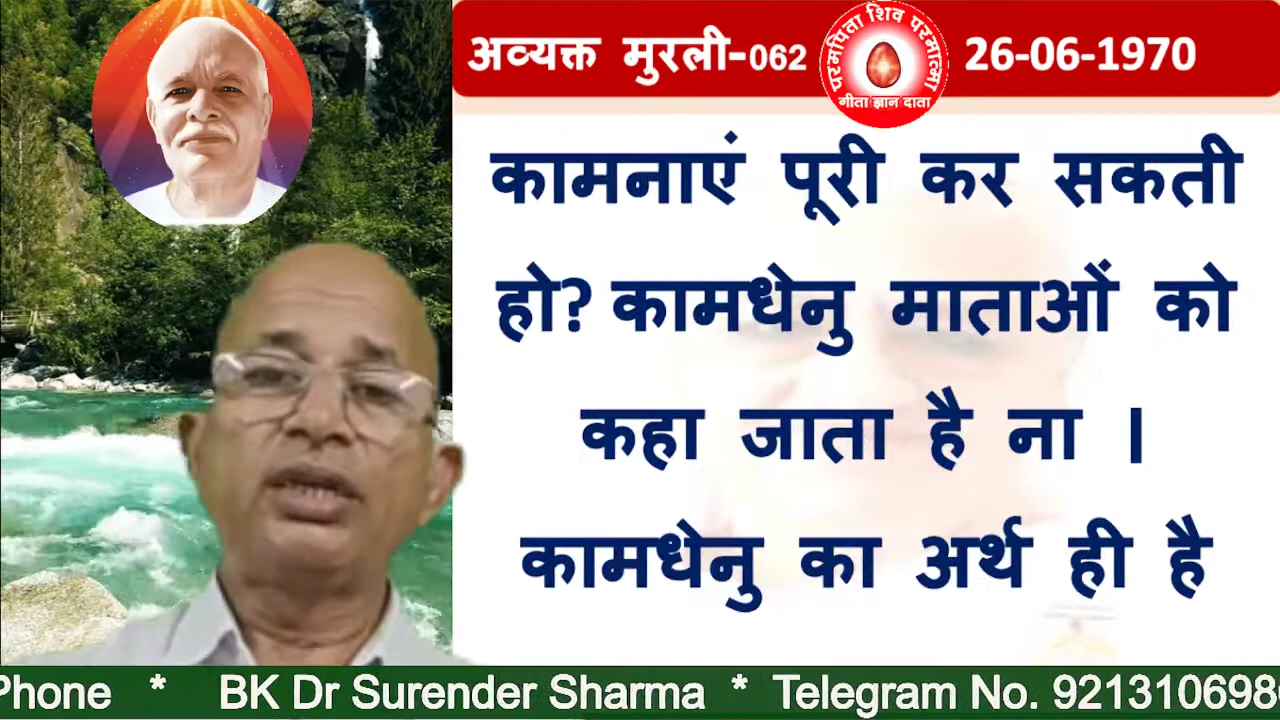 अव्यक्त मुरली-062
परमपिता शिव परमात्मा
गीता ज्ञान दाता
26-06-1970
कामनाएं पूरी कर सकती
हो? कामधेनु माताओं को
कहा जाता है ना ।
कामधेनु का अर्थ ही है
Phone * BK Dr Surender Sharma * Telegram No. 921310698